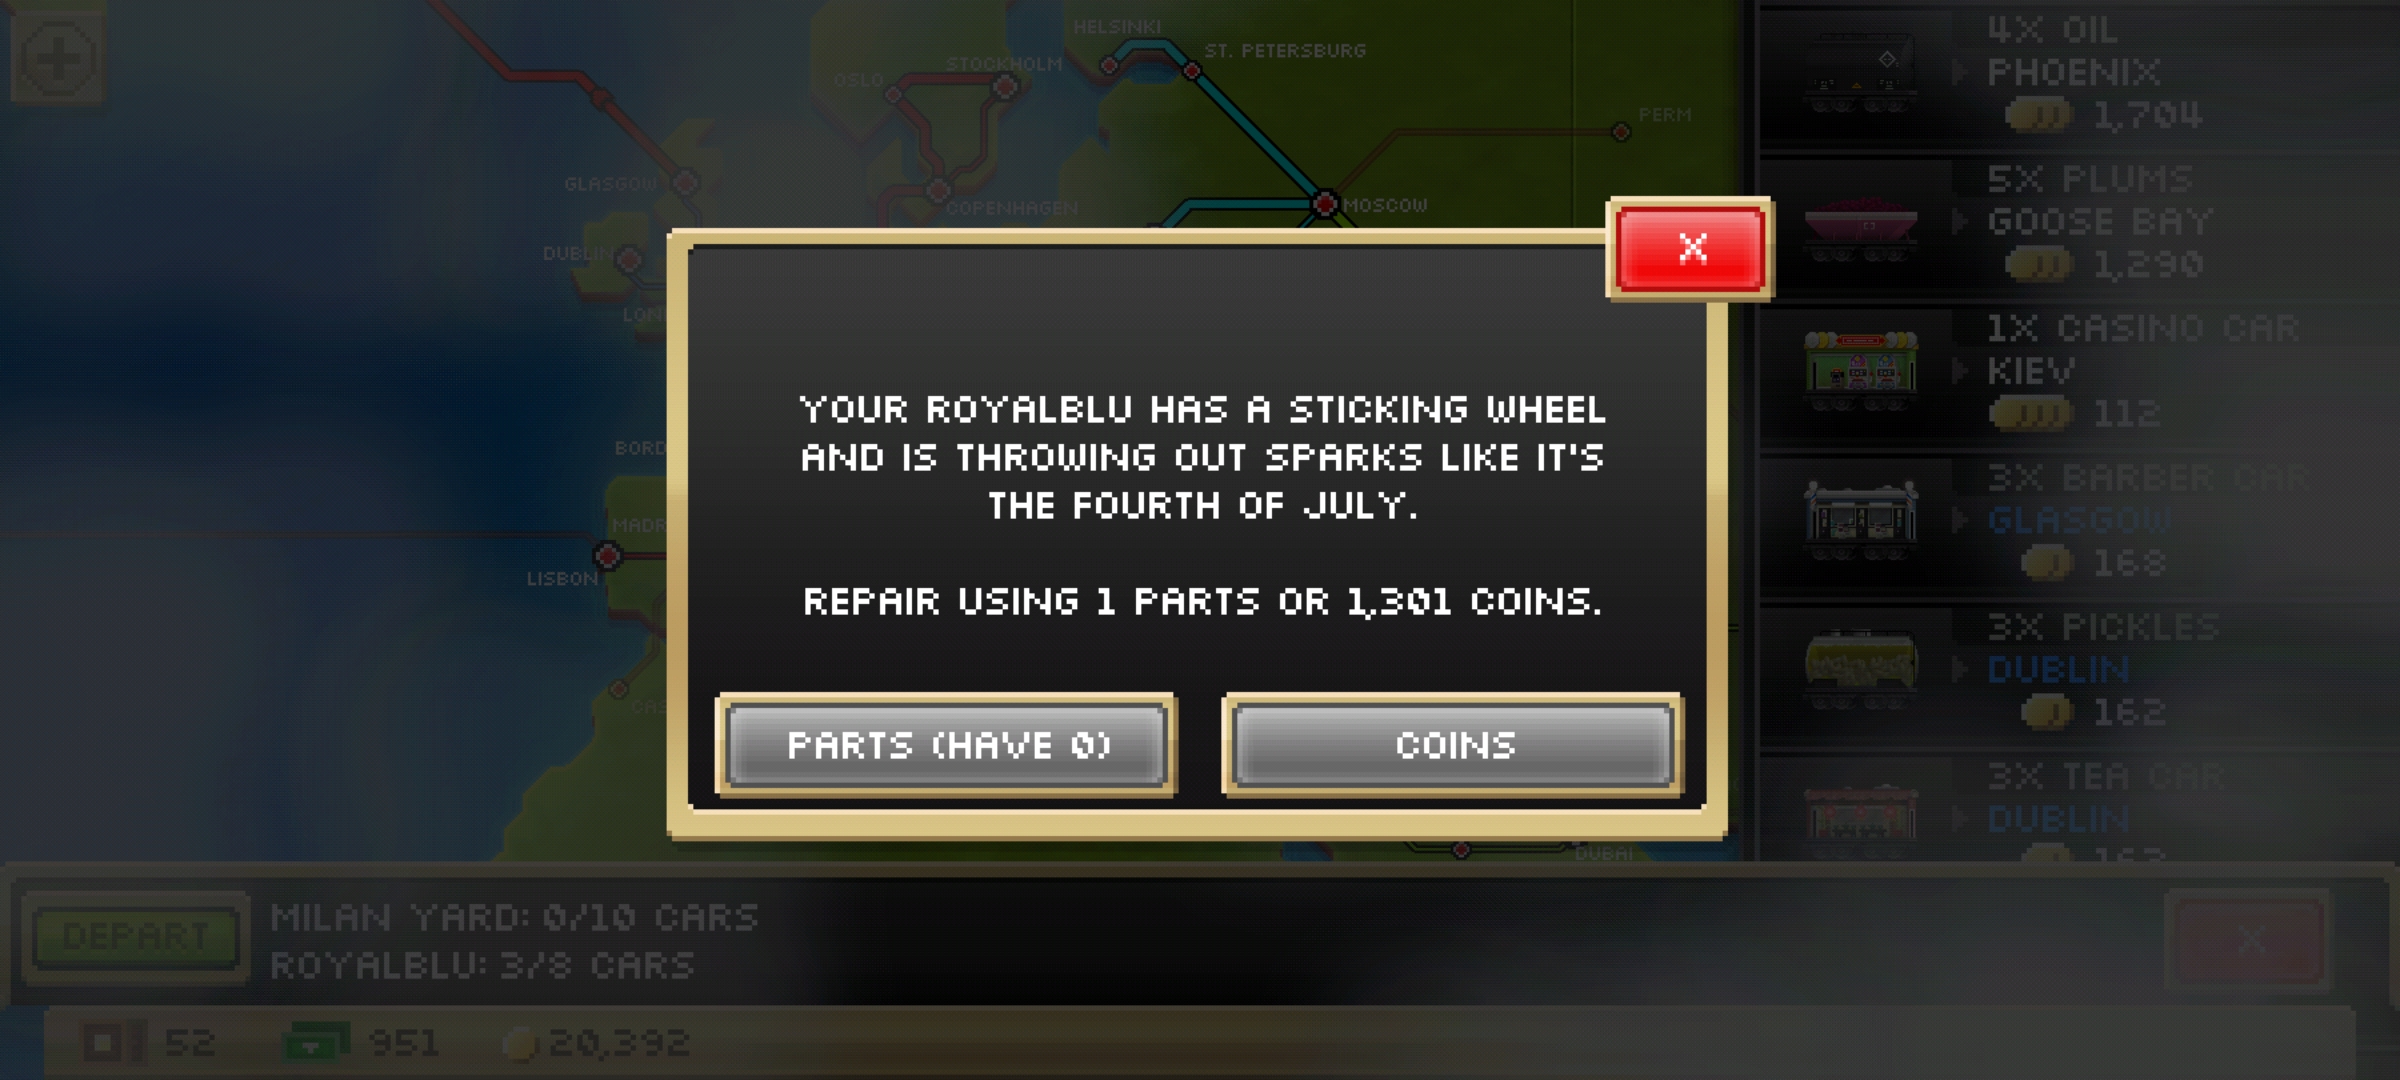 HELSINKI
ST. PETERSBURG
STOCKHOLM
OSLO
PERM
GLASGOW
COPENHAGEN
MOSCOW
DUBLIN
LISBON
DUBAI
4X OIL
PHOENIX
1,704
5X PLUMS
GOOSE BAY
1,290
1X CASINO CAR
KIEV
112
3X BARBER CAR
GLASGOW
168
3X PICKLES
DUBLIN
162
3X TEA CAR
DUBLIN
X
YOUR ROYALBLU HAS A STICKING WHEEL
AND IS THROWING OUT SPARKS LIKE IT'S
THE FOURTH OF JULY.
REPAIR USING 1 PARTS OR 1,301 COINS.
PARTS (HAVE 0)
COINS
DEPART
MILAN YARD: 0/10 CARS
ROYALBLU: 3/8 CARS
X
52
951
20,392